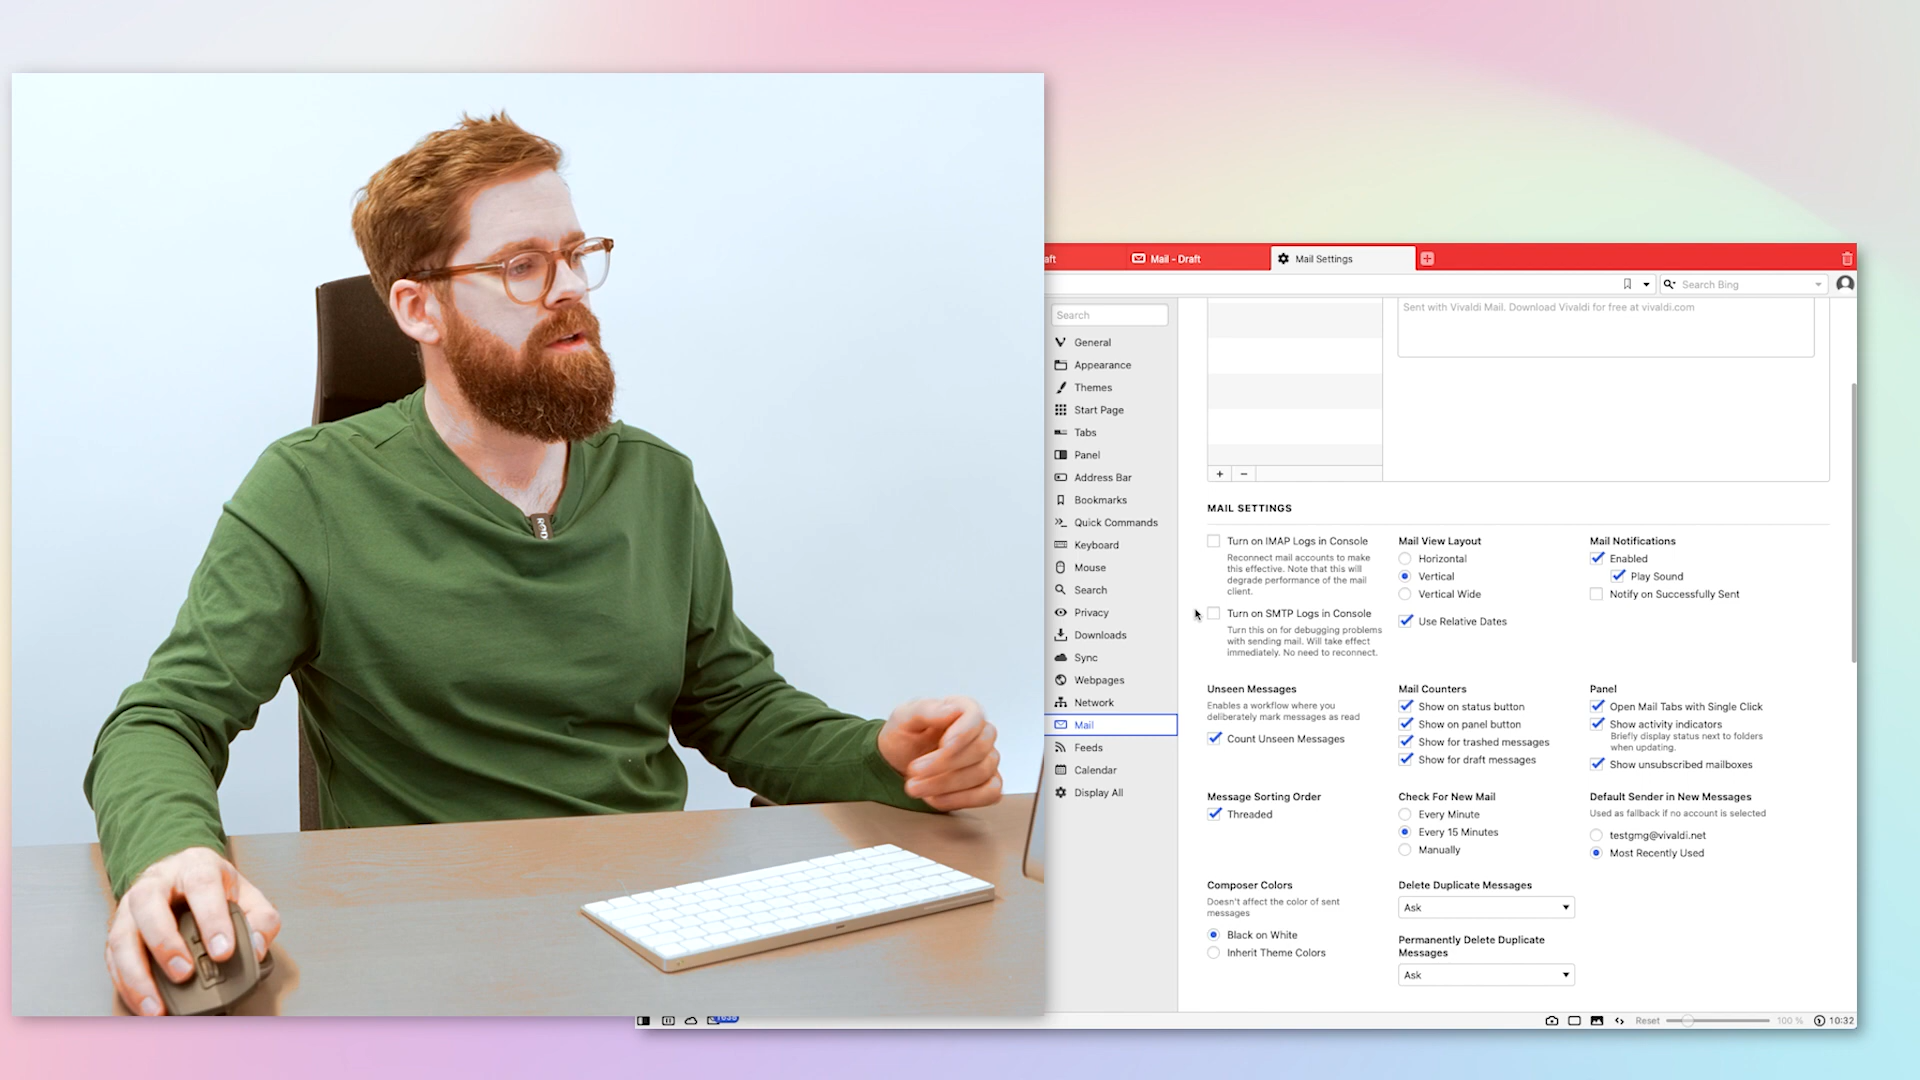 aft
Mail - Draft
Mail Settings
Search Bing
Search
General
Appearance
Themes
Start Page
Tabs
Panel
Address Bar
Bookmarks
Quick Commands
Keyboard
Mouse
Search
Privacy
Downloads
Sync
Webpages
Network
Mail
Feeds
Calendar
Display All
Sent with Vivaldi Mail. Download Vivaldi for free at vivaldi.com
MAIL SETTINGS
Turn on IMAP Logs in Console
Reconnect mail accounts to make
this effective. Note that this will
degrade performance of the mail
client.
Turn on SMTP Logs in Console
Turn this on for debugging problems
with sending mail. Will take effect
immediately. No need to reconnect.
Mail View Layout
Horizontal
Vertical
Vertical Wide
Use Relative Dates
Mail Notifications
Enabled
Play Sound
Notify on Successfully Sent
Unseen Messages
Enables a workflow where you
deliberately mark messages as read
Count Unseen Messages
Mail Counters
Show on status button
Show on panel button
Show for trashed messages
Show for draft messages
Panel
Open Mail Tabs with Single Click
Show activity indicators
Briefly display status next to folders
when updating.
Show unsubscribed mailboxes
Message Sorting Order
Threaded
Check For New Mail
Every Minute
Every 15 Minutes
Manually
Default Sender in New Messages
Used as fallback if no account is selected
testgmg@vivaldi.net
Most Recently Used
Composer Colors
Doesn't affect the color of sent
messages
Black on White
Inherit Theme Colors
Delete Duplicate Messages
Ask
Permanently Delete Duplicate
Messages
Ask
Reset
100 %
10:32